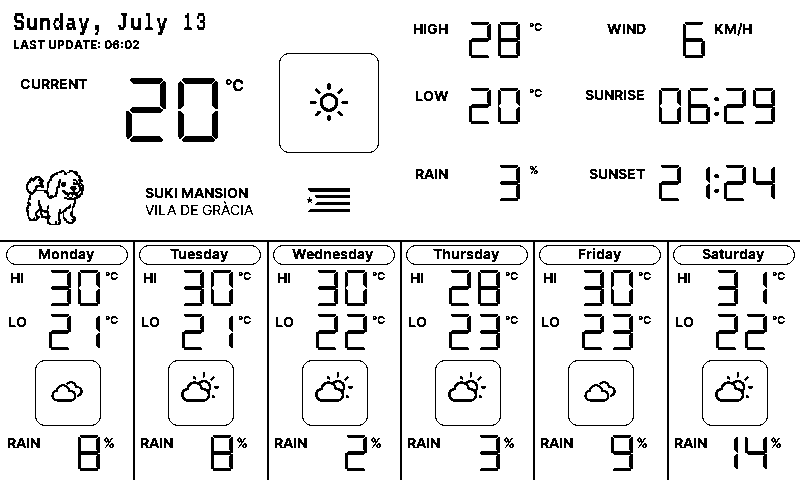 Sunday, July 13
LAST UPDATE: 06:02
CURRENT 20 °C
HIGH 28 °C
WIND 6 KM/H
LOW 20 °C
SUNRISE 06:29
RAIN 3 %
SUNSET 21:24
SUKI MANSION
VILA DE GRÀCIA
Monday
HI 30 °C
LO 21 °C
RAIN 8 %
Tuesday
HI 30 °C
LO 21 °C
RAIN 8 %
Wednesday
HI 30 °C
LO 22 °C
RAIN 2 %
Thursday
HI 28 °C
LO 23 °C
RAIN 3 %
Friday
HI 30 °C
LO 23 °C
RAIN 9 %
Saturday
HI 31 °C
LO 22 °C
RAIN 14 %